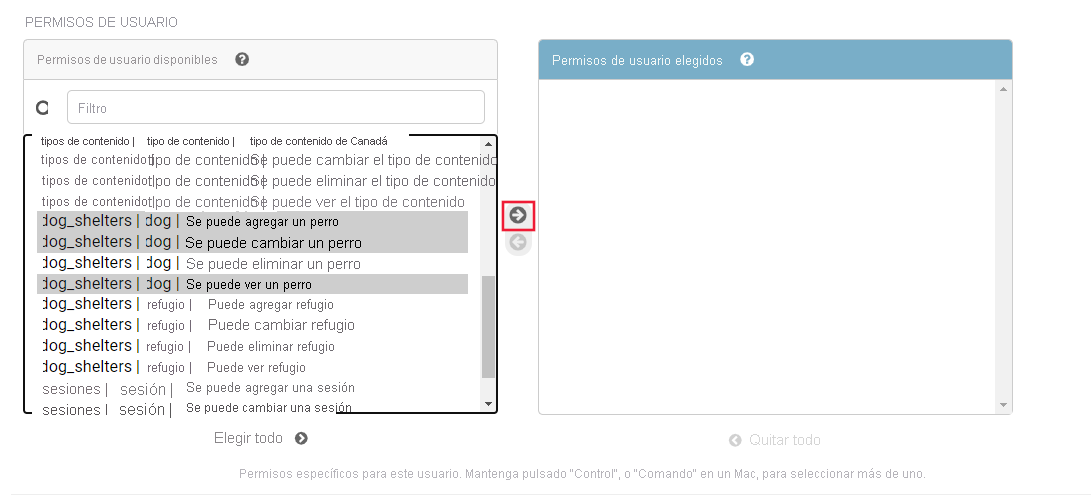 PERMISOS DE USUARIO
Permisos de usuario disponibles
Permisos de usuario elegidos
Filtro
tipos de contenido | tipo de contenido | tipo de contenido de Canadá
tipos de contenido | tipo de contenido | Se puede cambiar el tipo de contenido
tipos de contenido | tipo de contenido | Se puede eliminar el tipo de contenido
tipos de contenido | tipo de contenido | Se puede ver el tipo de contenido
dog_shelters | dog | Se puede agregar un perro
dog_shelters | dog | Se puede cambiar un perro
dog_shelters | dog | Se puede eliminar un perro
dog_shelters | dog | Se puede ver un perro
dog_shelters | refugio | Puede agregar refugio
dog_shelters | refugio | Puede cambiar refugio
dog_shelters | refugio | Puede eliminar refugio
dog_shelters | refugio | Puede ver refugio
sesiones | sesión | Se puede agregar una sesión
sesiones | sesión | Se puede cambiar una sesión
Elegir todo
Quitar todo
Permisos específicos para este usuario. Mantenga pulsado "Control", o "Comando" en un Mac, para seleccionar más de uno.